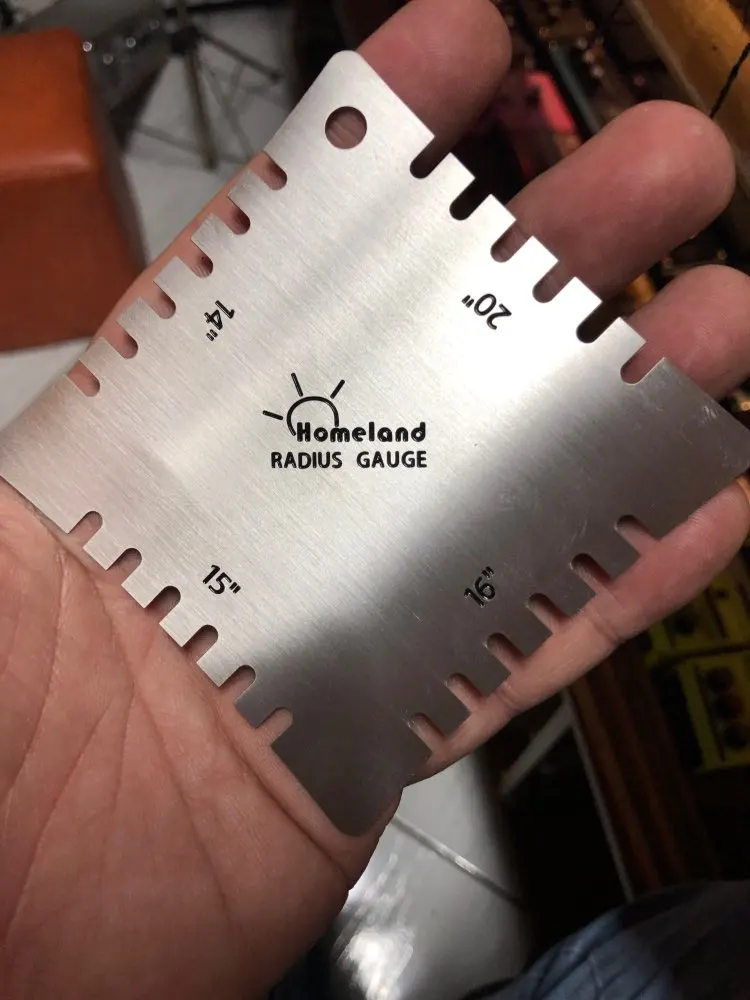 14"
20"
Homeland
RADIUS GAUGE
15"
16"